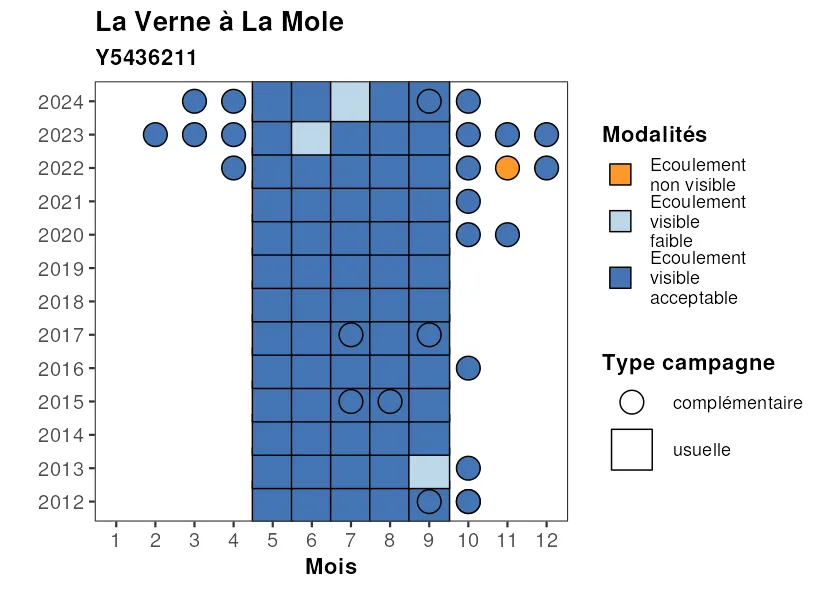 La Verne à La Mole
Y5436211
2024
2023
2022
2021
2020
2019
2018
2017
2016
2015
2014
2013
2012
1 2 3 4 5 6 7 8 9 10 11 12
Mois
Modalités
Ecoulement
non visible
Ecoulement
visible
faible
Ecoulement
visible
acceptable
Type campagne
complémentaire
usuelle